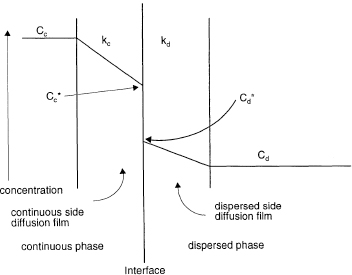 Cc
kc
kd
Cc*
Cd*
Cd
concentration
continuous side
diffusion film
dispersed side
diffusion film
continuous phase
dispersed phase
Interface